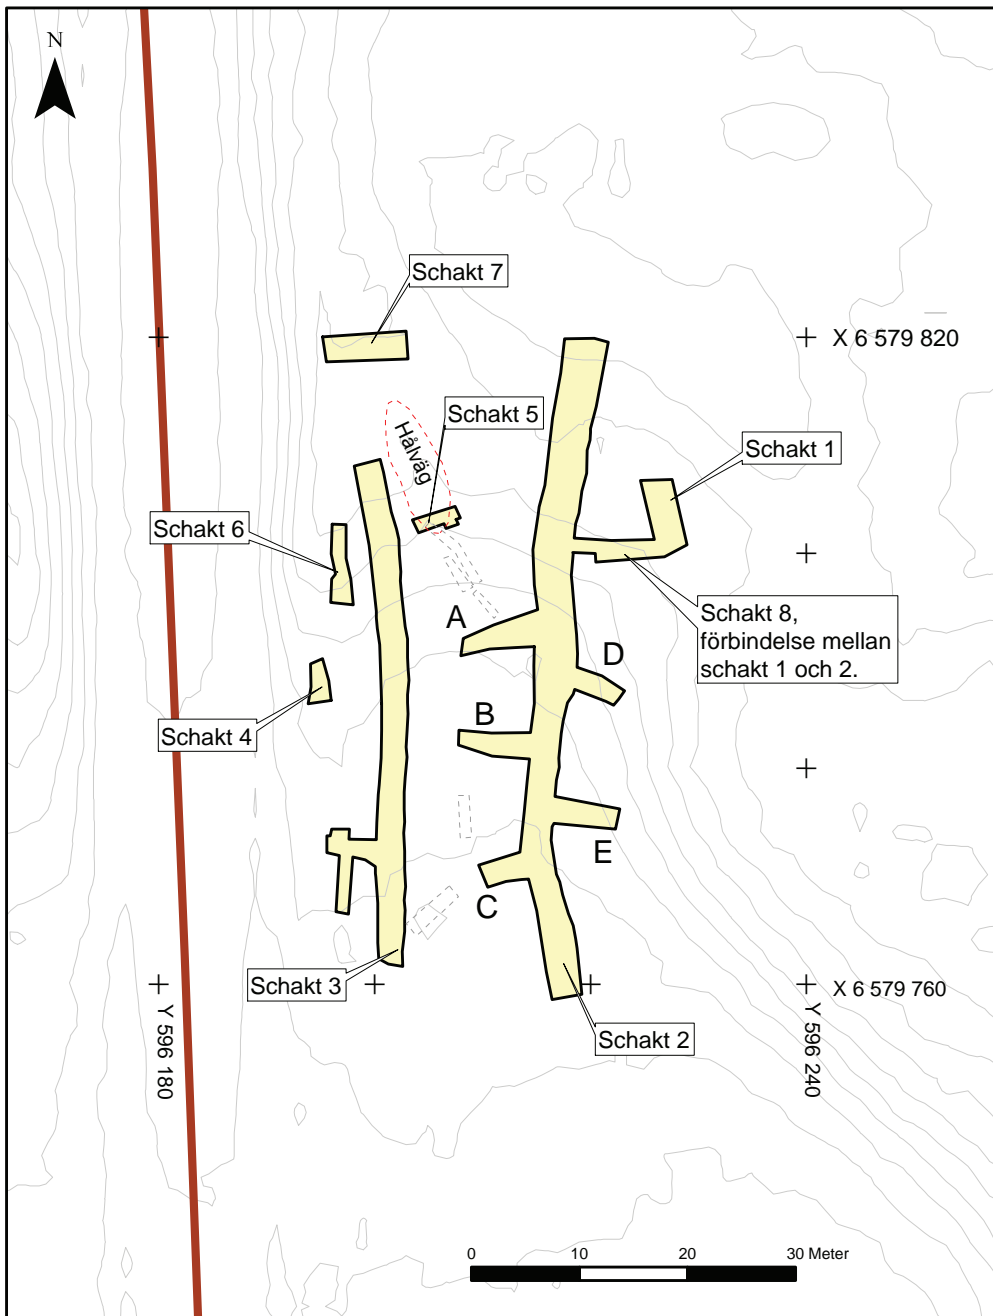 N
Schakt 7
X 6 579 820
Schakt 5
Hålväg
Schakt 1
Schakt 6
Schakt 8,
förbindelse mellan
schakt 1 och 2.
A
D
B
Schakt 4
E
C
Schakt 3
X 6 579 760
Y 596 180
Y 596 240
Schakt 2
0 10 20 30 Meter